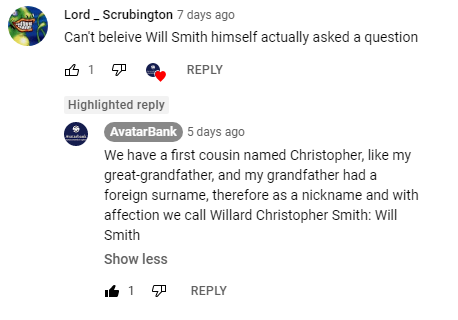 Lord _ Scrubington 7 days ago
Can't beleive Will Smith himself actually asked a question
1 REPLY
Highlighted reply
AvatarBank 5 days ago
We have a first cousin named Christopher, like my
great-grandfather, and my grandfather had a
foreign surname, therefore as a nickname and with
affection we call Willard Christopher Smith: Will
Smith
Show less
1 REPLY